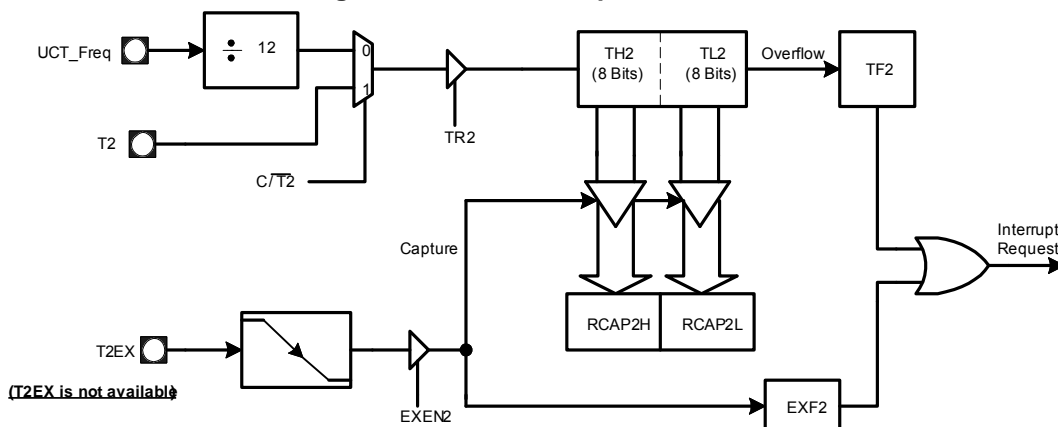 UCT_Freq
÷ 12
0
1
T2
C/T2
TR2
TH2
(8 Bits)
TL2
(8 Bits)
Overflow
TF2
Capture
Interrupt
Request
RCAP2H
RCAP2L
T2EX
(T2EX is not available)
EXEN2
EXF2